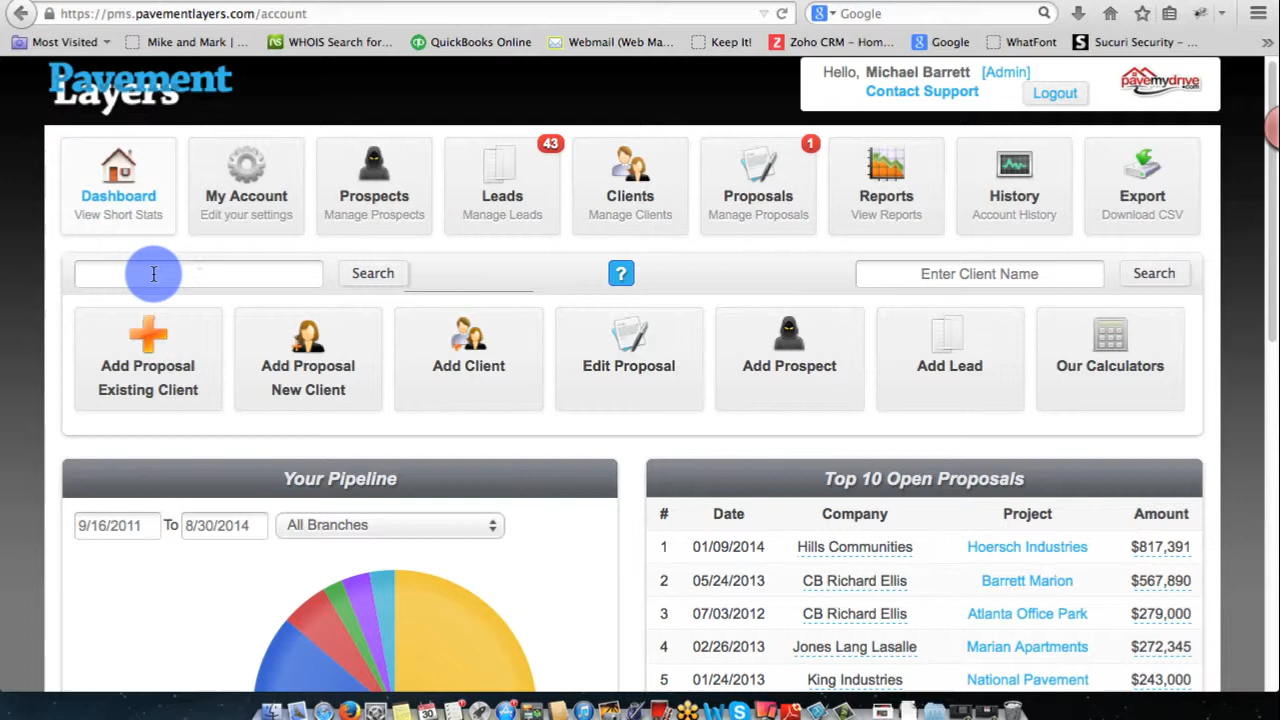 https://pms.pavementlayers.com/account
Google
Most Visited
Mike and Mark | ...
WHOIS Search for...
QuickBooks Online
Webmail (Web Ma...
Keep It!
Zoho CRM - Hom...
Google
WhatFont
Sucuri Security - ...
Pavement
Layers
Hello, Michael Barrett [Admin]
Contact Support
Logout
pavemydrive.com
Dashboard
View Short Stats
My Account
Edit your settings
Prospects
Manage Prospects
43
Leads
Manage Leads
Clients
Manage Clients
1
Proposals
Manage Proposals
Reports
View Reports
History
Account History
Export
Download CSV
Search
?
Enter Client Name
Search
Add Proposal
Existing Client
Add Proposal
New Client
Add Client
Edit Proposal
Add Prospect
Add Lead
Our Calculators
Your Pipeline
9/16/2011 To 8/30/2014 All Branches
Top 10 Open Proposals
# Date Company Project Amount
1 01/09/2014 Hills Communities Hoersch Industries $817,391
2 05/24/2013 CB Richard Ellis Barrett Marion $567,890
3 07/03/2012 CB Richard Ellis Atlanta Office Park $279,000
4 02/26/2013 Jones Lang Lasalle Marian Apartments $272,345
5 01/24/2013 King Industries National Pavement $243,000